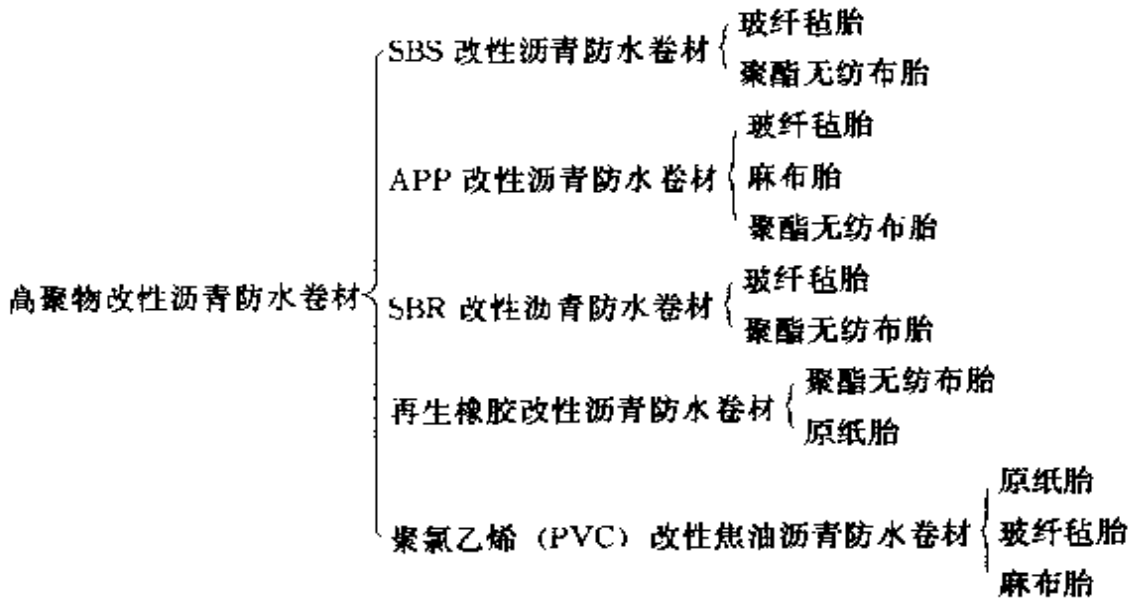 高聚物改性沥青防水卷材
SBS 改性沥青防水卷材
玻纤毡胎
聚酯无纺布胎
APP 改性沥青防水卷材
玻纤毡胎
麻布胎
聚酯无纺布胎
SBR 改性沥青防水卷材
玻纤毡胎
聚酯无纺布胎
再生橡胶改性沥青防水卷材
聚酯无纺布胎
原纸胎
聚氯乙烯（PVC）改性焦油沥青防水卷材
原纸胎
玻纤毡胎
麻布胎